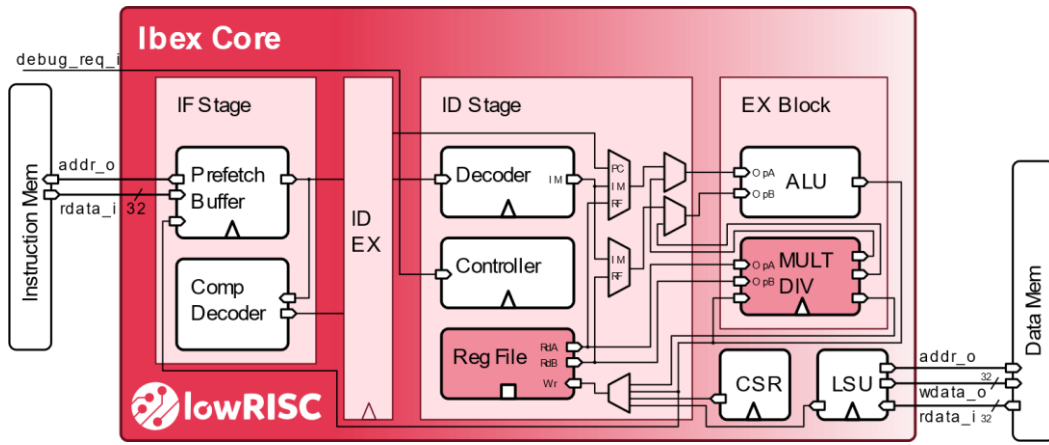 Ibex Core
debug_req_i
IF Stage
ID Stage
EX Block
Instruction Mem
addr_o
rdata_i 32
Prefetch
Buffer
Comp
Decoder
ID
EX
Decoder
IM
Controller
Reg File
RdA
RdB
Wr
PC
IM
RF
IM
RF
OpA
OpB
ALU
OpA
OpB
MULT
DIV
CSR
LSU
addr_o
32
wdata_o
rdata_i 32
Data Mem
lowRISC